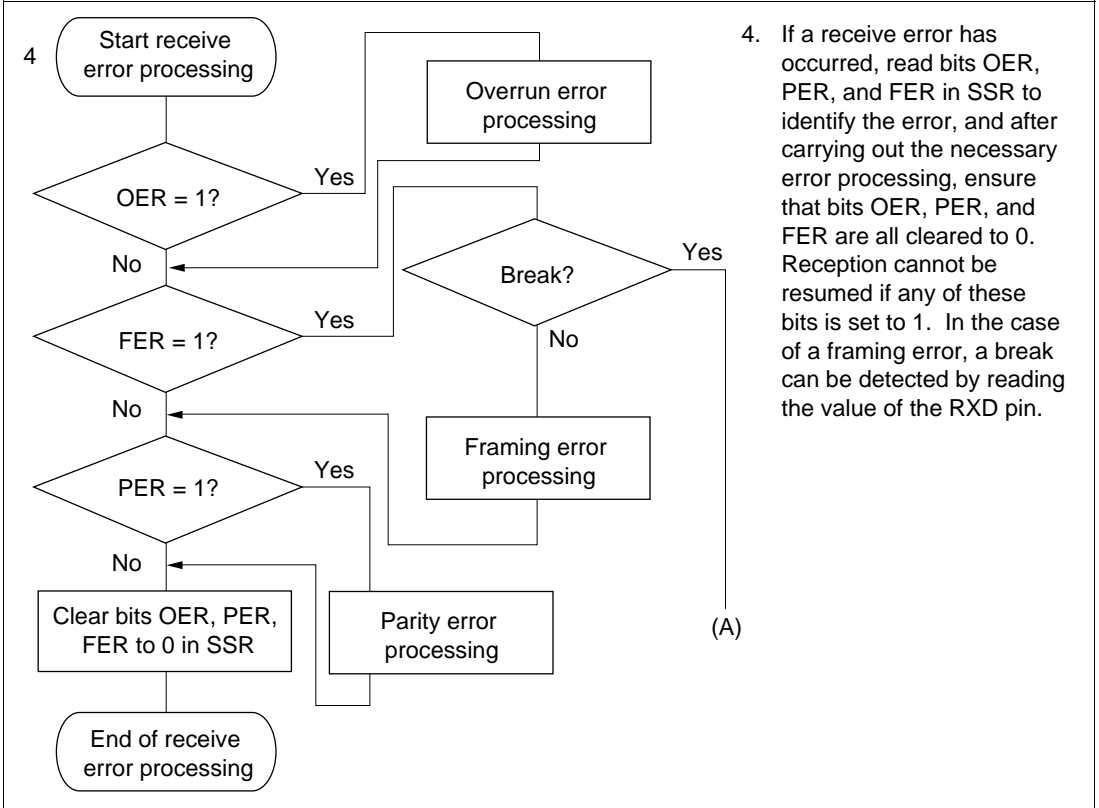 4
Start receive
error processing
Overrun error
processing
OER = 1?
Yes
No
Break?
Yes
No
FER = 1?
Yes
No
Framing error
processing
PER = 1?
Yes
No
Clear bits OER, PER,
FER to 0 in SSR
Parity error
processing
(A)
End of receive
error processing
4. If a receive error has
occurred, read bits OER,
PER, and FER in SSR to
identify the error, and after
carrying out the necessary
error processing, ensure
that bits OER, PER, and
FER are all cleared to 0.
Reception cannot be
resumed if any of these
bits is set to 1. In the case
of a framing error, a break
can be detected by reading
the value of the RXD pin.